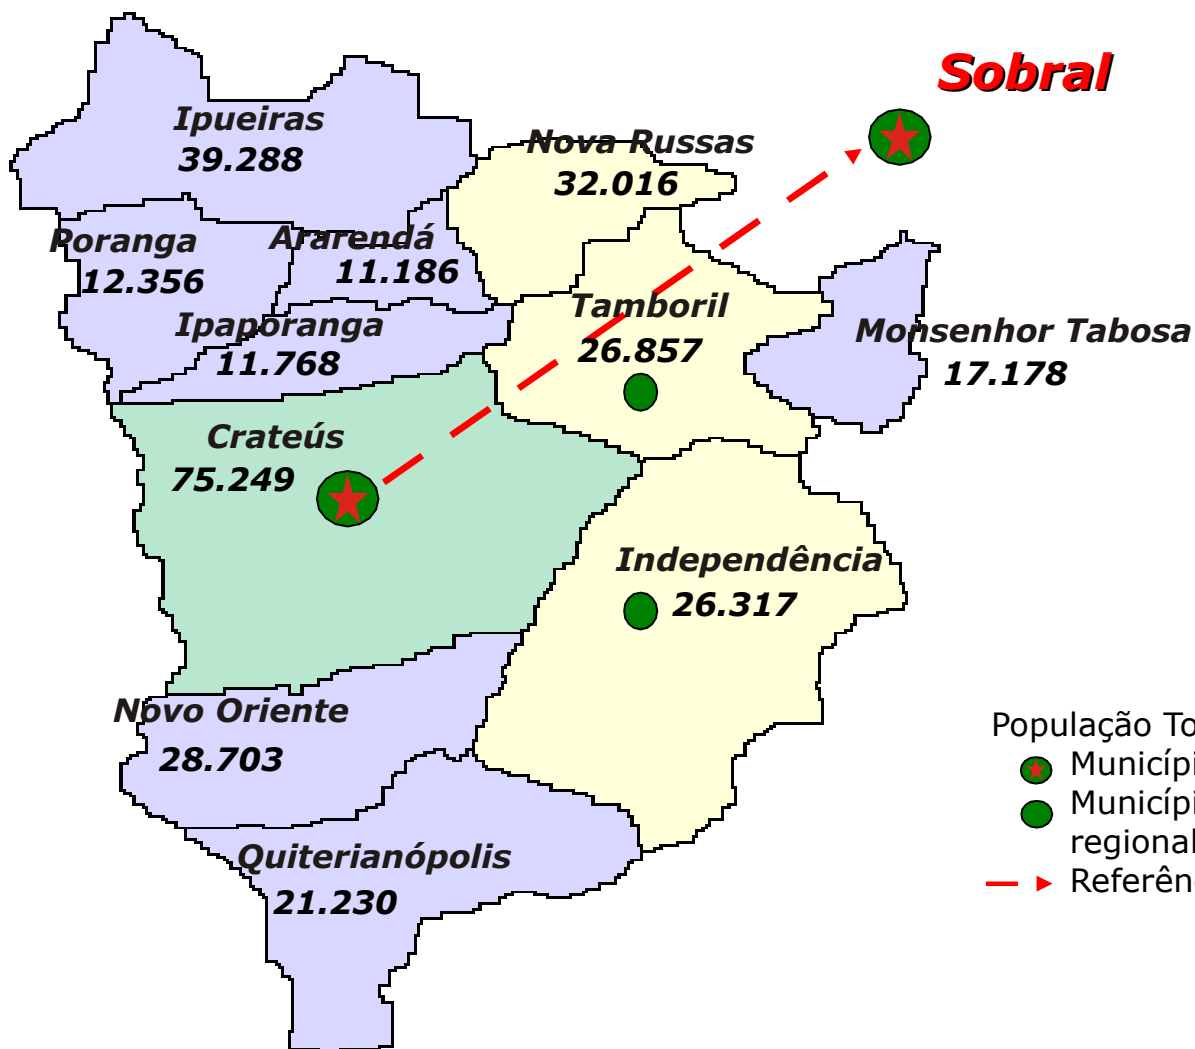 Sobral
Ipueiras
39.288
Nova Russas
32.016
Poranga
12.356
Ararendá
11.186
Ipaporanga
11.768
Tamboril
26.857
Monsenhor Tabosa
17.178
Crateús
75.249
Independência
26.317
Novo Oriente
28.703
Quiterianópolis
21.230
População To
Municípi
Municípi
regional
Referên